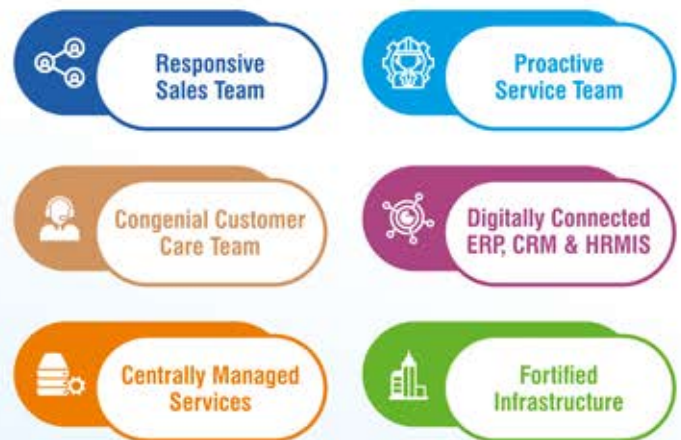 Responsive
Sales Team
Proactive
Service Team
Congenial Customer
Care Team
Digitally Connected
ERP, CRM & HRMIS
Centrally Managed
Services
Fortified
Infrastructure